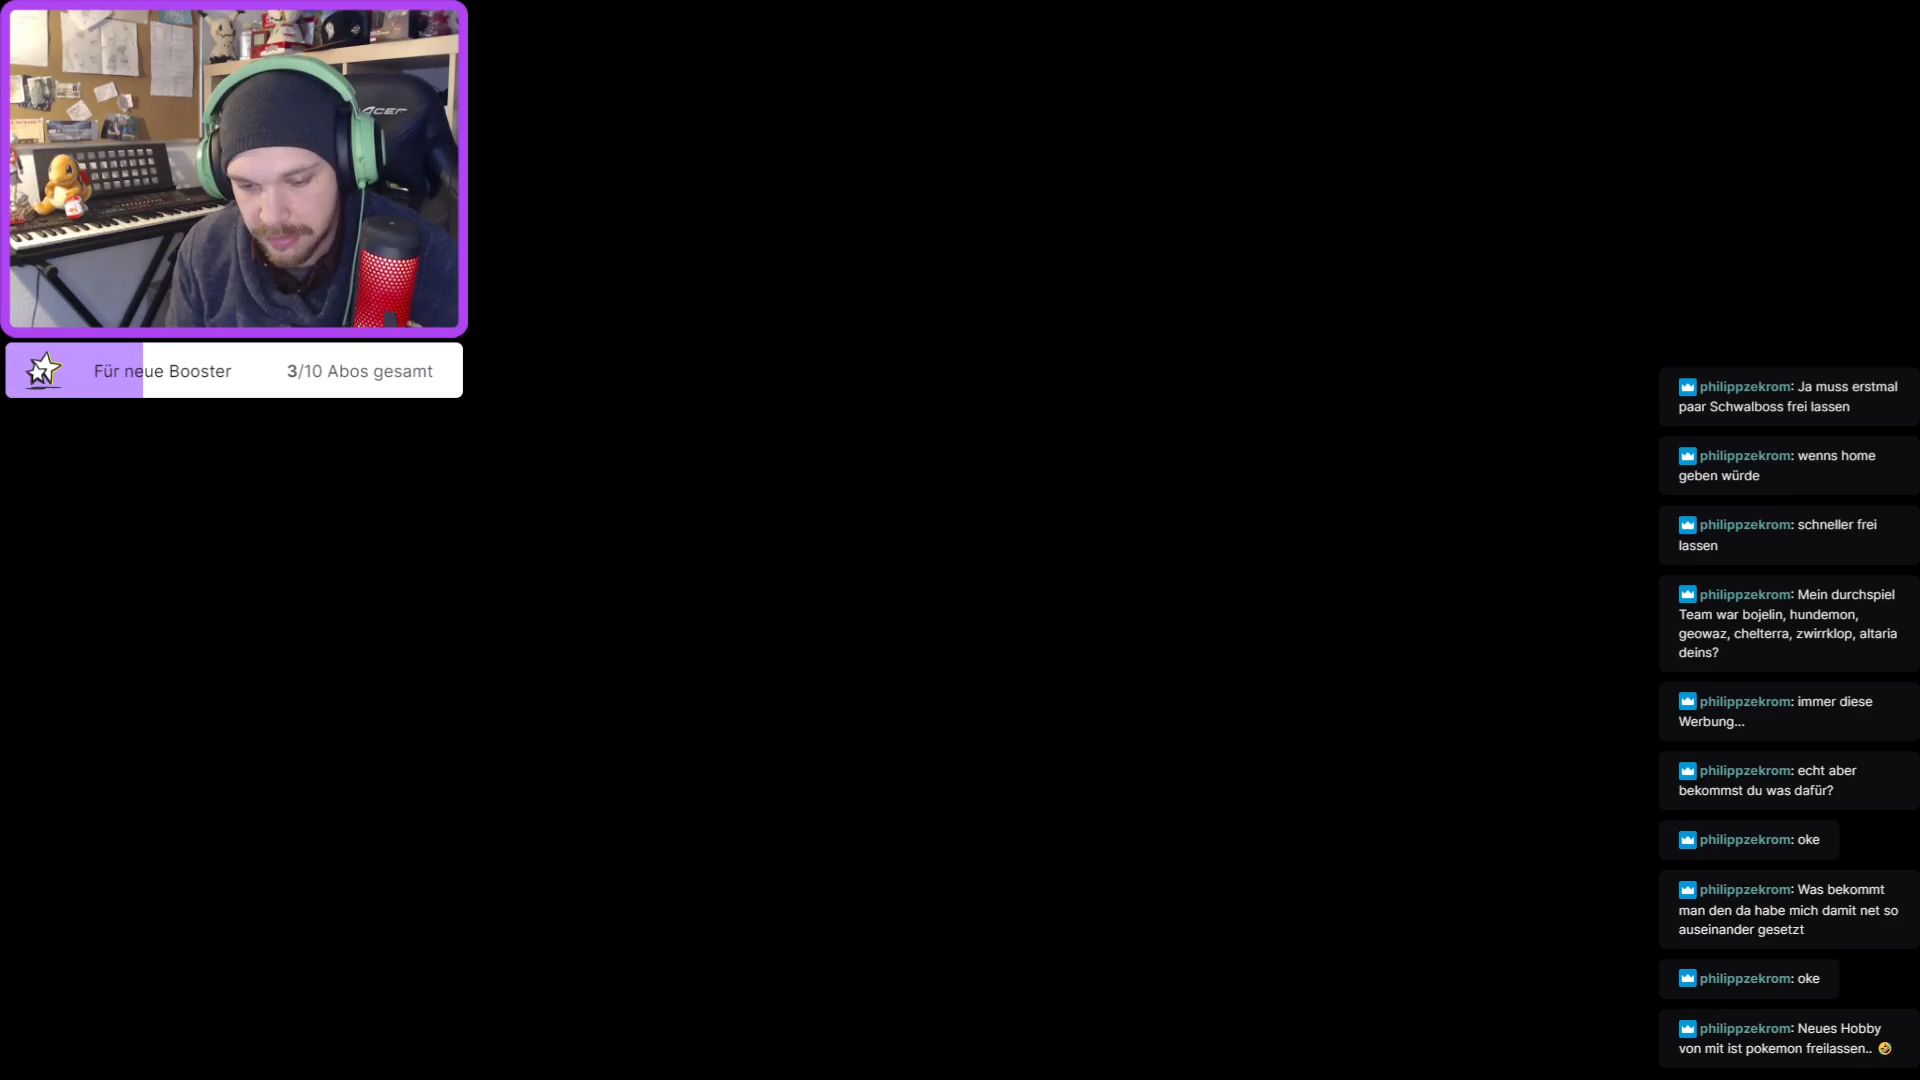 ACER
Für neue Booster 3/10 Abos gesamt
philippzekrom: Ja muss erstmal
paar Schwalboss frei lassen
philippzekrom: wenns home
geben würde
philippzekrom: schneller frei
lassen
philippzekrom: Mein durchspiel
Team war bojelin, hundemon,
geowaz, chelterra, zwirrklop, altaria
deins?
philippzekrom: immer diese
Werbung...
philippzekrom: echt aber
bekommst du was dafür?
philippzekrom: oke
philippzekrom: Was bekommt
man den da habe mich damit net so
auseinander gesetzt
philippzekrom: oke
philippzekrom: Neues Hobby
von mit ist pokemon freilassen.. 🤣